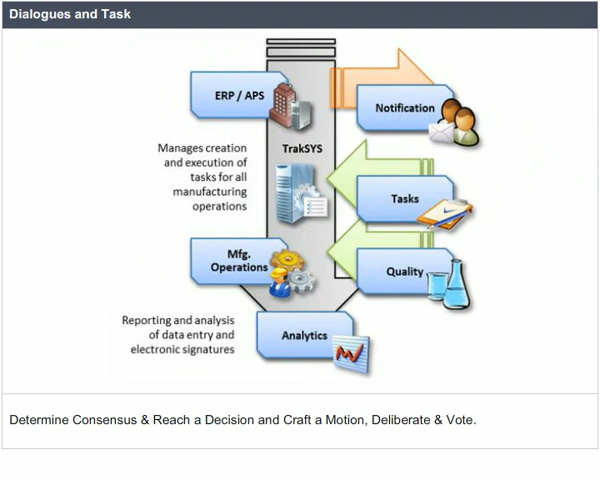 Dialogues and Task
ERP / APS
Notification
Manages creation
and execution of
tasks for all
manufacturing
operations
TrakSYS
Tasks
Mfg.
Operations
Quality
Reporting and analysis
of data entry and
electronic signatures
Analytics
Determine Consensus & Reach a Decision and Craft a Motion, Deliberate & Vote.